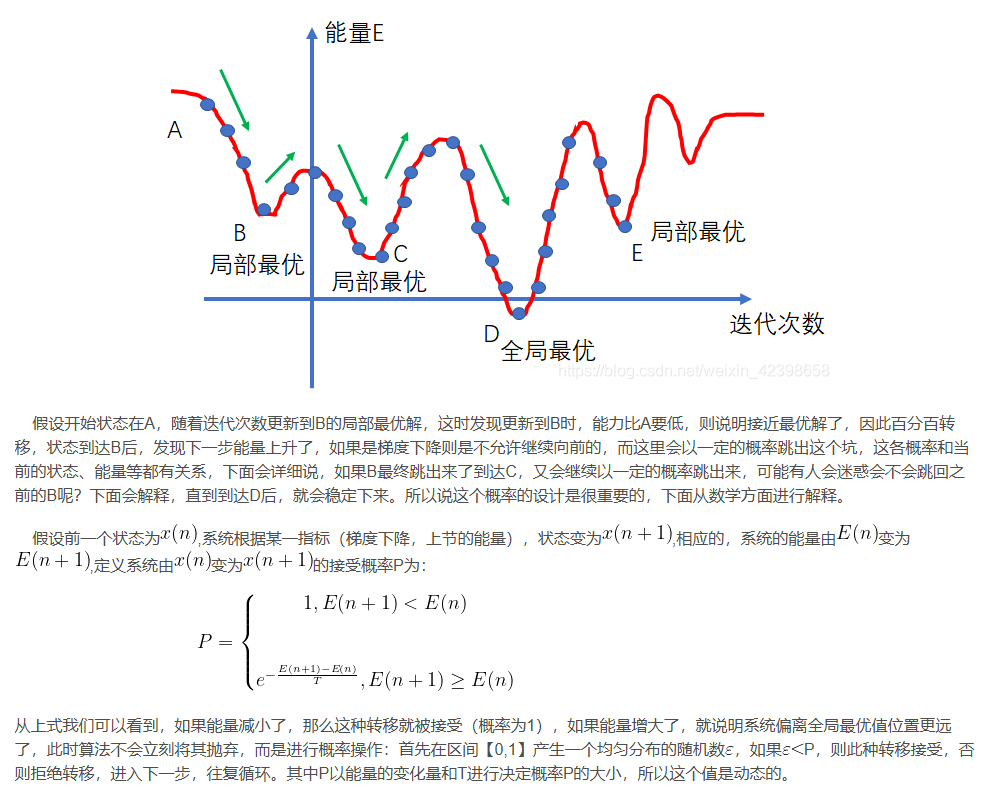 能量E
A
B
局部最优
C
局部最优
D
全局最优
E
局部最优
迭代次数
https://blog.csdn.net/weixin_42398658
假设开始状态在A，随着迭代次数更新到B的局部最优解，这时发现更新到B时，能力比A要低，则说明接近最优解了，因此百分百转
移，状态到达B后，发现下一步能量上升了，如果是梯度下降则是不允许继续向前的，而这里会以一定的概率跳出这个坑，这各概率和当
前的状态、能量等都有关系，下面会详细说，如果B最终跳出来了到达C，又会继续以一定的概率跳出来，可能有人会迷惑会不会跳回之
前的B呢？下面会解释，直到到达D后，就会稳定下来。所以说这个概率的设计是很重要的，下面从数学方面进行解释。
假设前一个状态为x(n),系统根据某一指标（梯度下降，上节的能量），状态变为x(n+1),相应的，系统的能量由E(n)变为
E(n+1),定义系统由x(n)变为x(n+1)的接受概率P为：
1, E(n+1) < E(n)
P =
e^{-\frac{E(n+1)-E(n)}{T}}, E(n+1) ≥ E(n)
从上式我们可以看到，如果能量减小了，那么这种转移就被接受（概率为1），如果能量增大了，就说明系统偏离全局最优值位置更远
了，此时算法不会立刻将其抛弃，而是进行概率操作：首先在区间【0,1】产生一个均匀分布的随机数ε，如果ε<P，则此种转移接受，否
则拒绝转移，进入下一步，往复循环。其中P以能量的变化量和T进行决定概率P的大小，所以这个值是动态的。